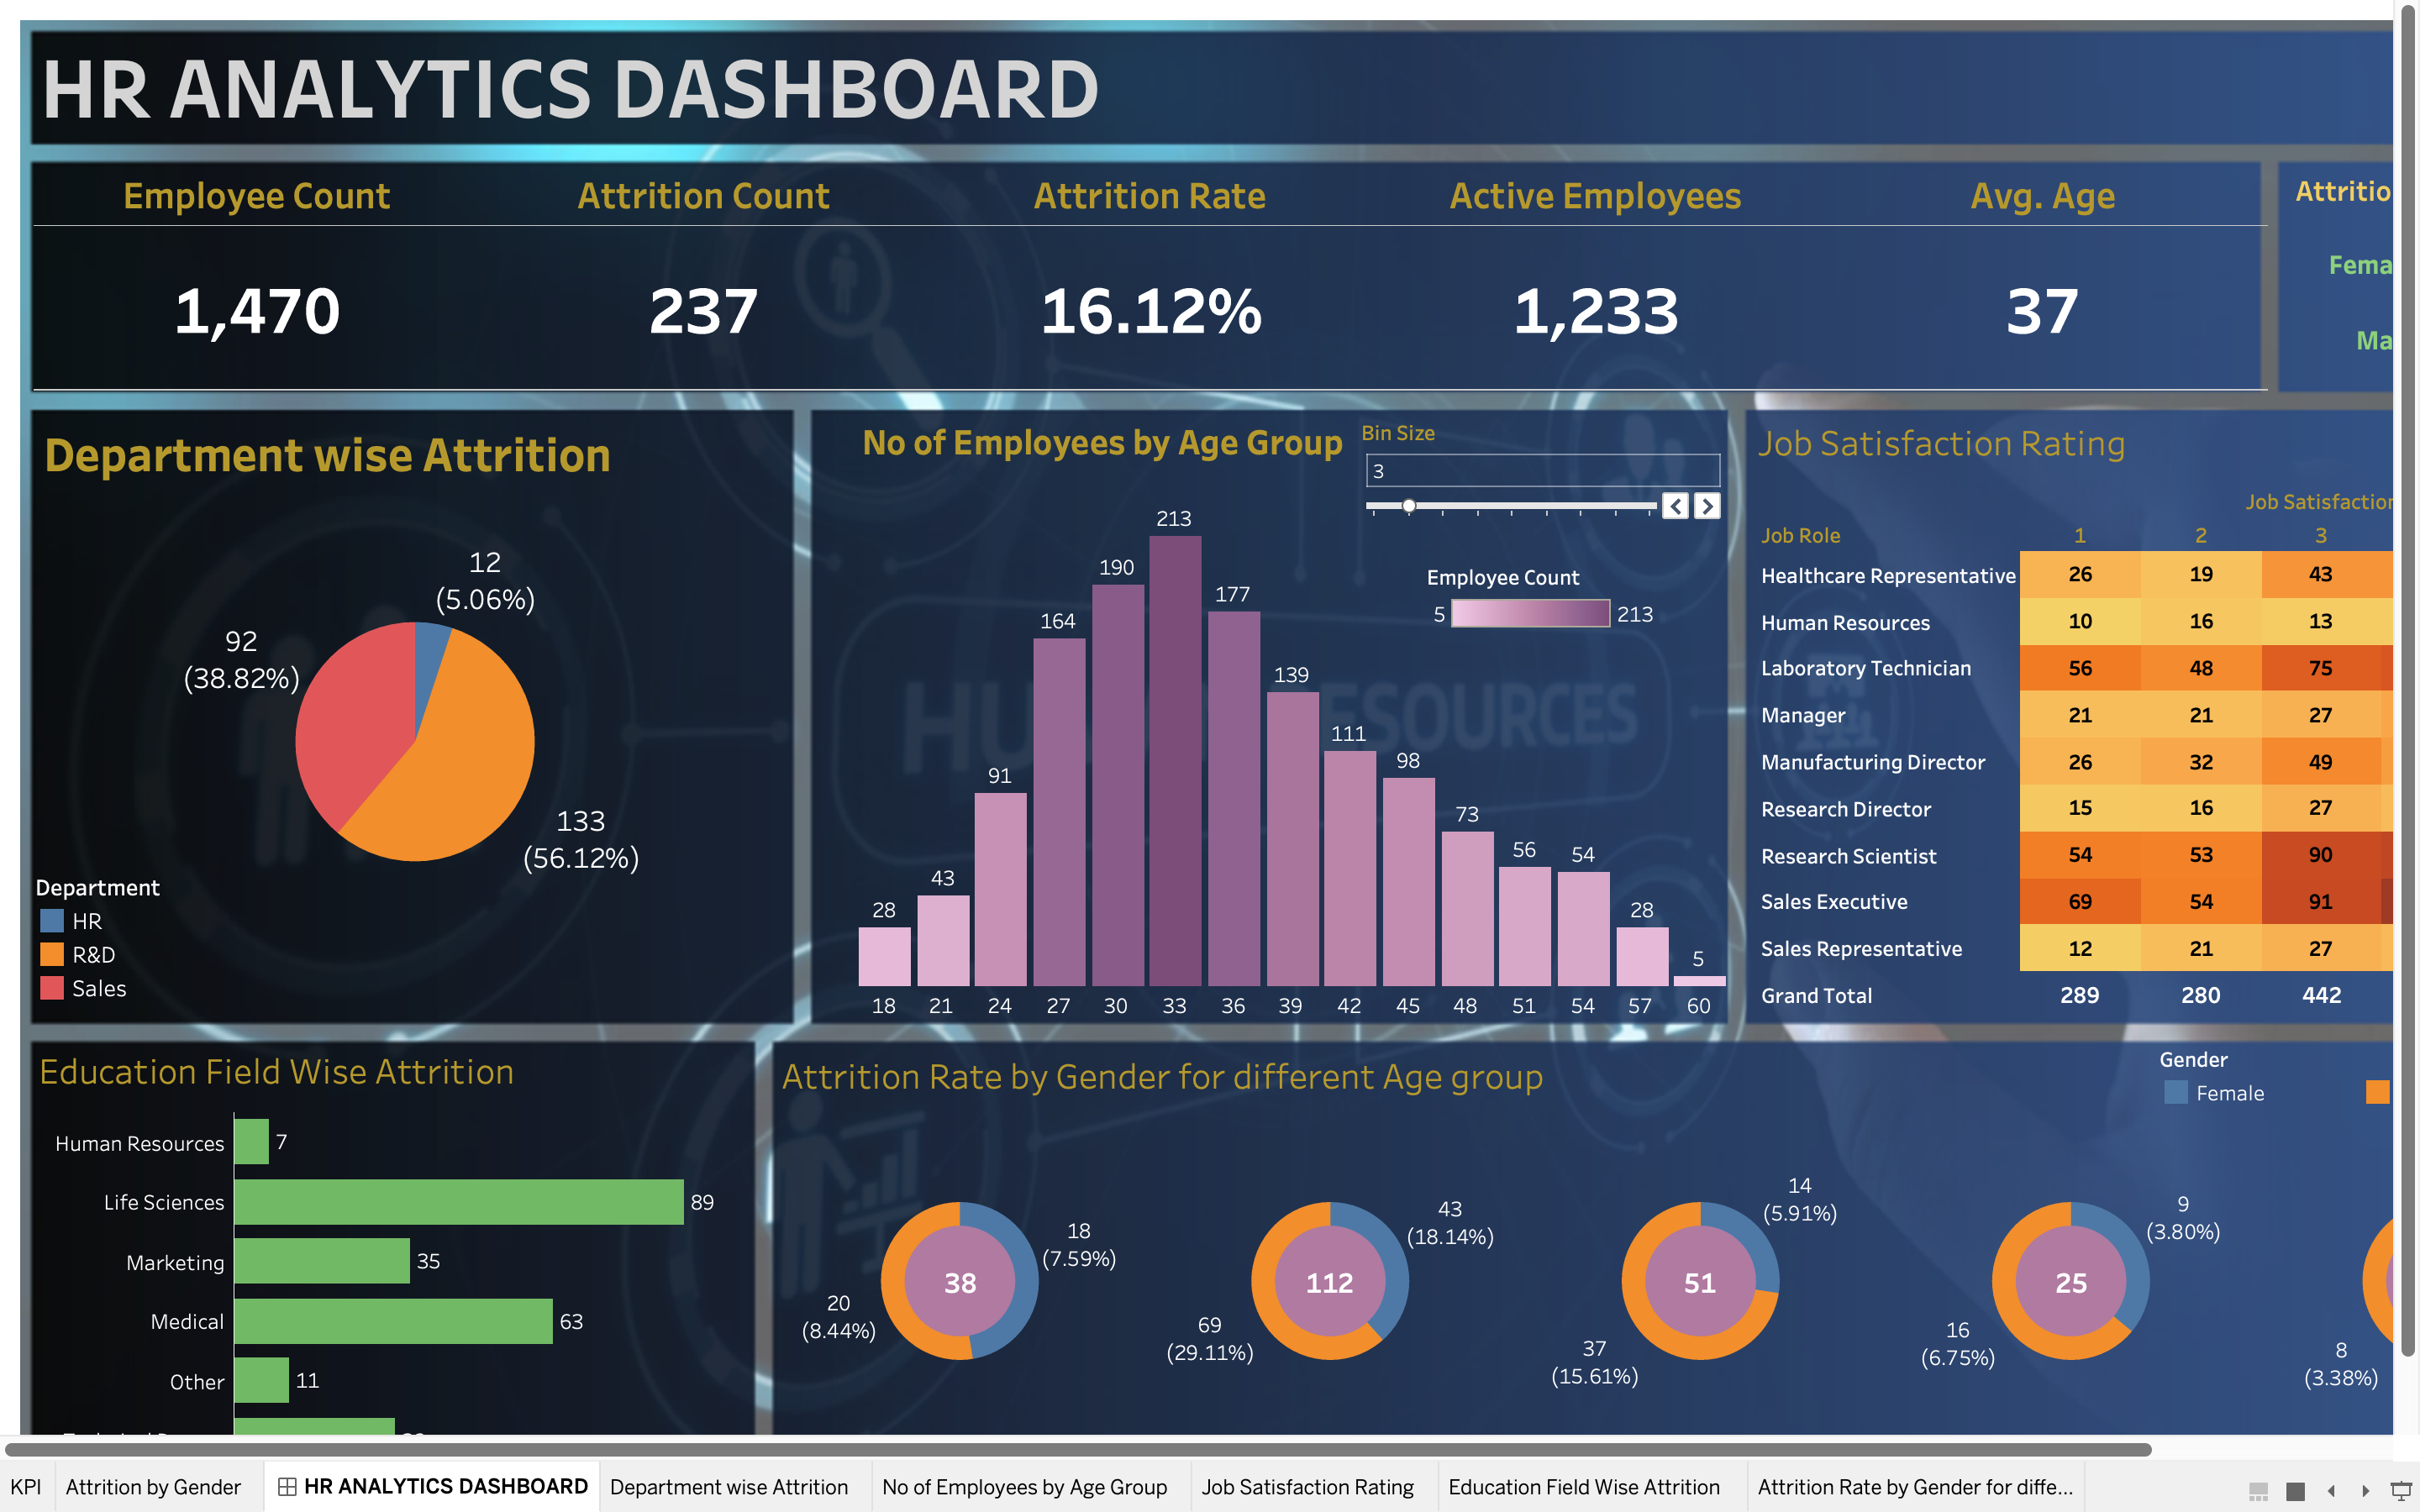 HR ANALYTICS DASHBOARD
Employee Count Attrition Count Attrition Rate Active Employees Avg. Age
1,470 237 16.12% 1,233 37
Attritio
Fema
Ma
Department wise Attrition
12
(5.06%)
92
(38.82%)
133
(56.12%)
Department
HR
R&D
Sales
No of Employees by Age Group
Bin Size
3
Employee Count
5 213
28 43 91 164 190 213 177 139 111 98 73 56 54 28 5
18 21 24 27 30 33 36 39 42 45 48 51 54 57 60
HUMAN RESOURCES
Job Satisfaction Rating
Job Satisfaction
Job Role 1 2 3
Healthcare Representative 26 19 43
Human Resources 10 16 13
Laboratory Technician 56 48 75
Manager 21 21 27
Manufacturing Director 26 32 49
Research Director 15 16 27
Research Scientist 54 53 90
Sales Executive 69 54 91
Sales Representative 12 21 27
Grand Total 289 280 442
Education Field Wise Attrition
Human Resources 7
Life Sciences 89
Marketing 35
Medical 63
Other 11
Attrition Rate by Gender for different Age group
Gender
Female
18
(7.59%)
38
20
(8.44%)
43
(18.14%)
112
69
(29.11%)
14
(5.91%)
51
37
(15.61%)
9
(3.80%)
25
16
(6.75%)
8
(3.38%)
KPI Attrition by Gender HR ANALYTICS DASHBOARD Department wise Attrition No of Employees by Age Group Job Satisfaction Rating Education Field Wise Attrition Attrition Rate by Gender for diffe...